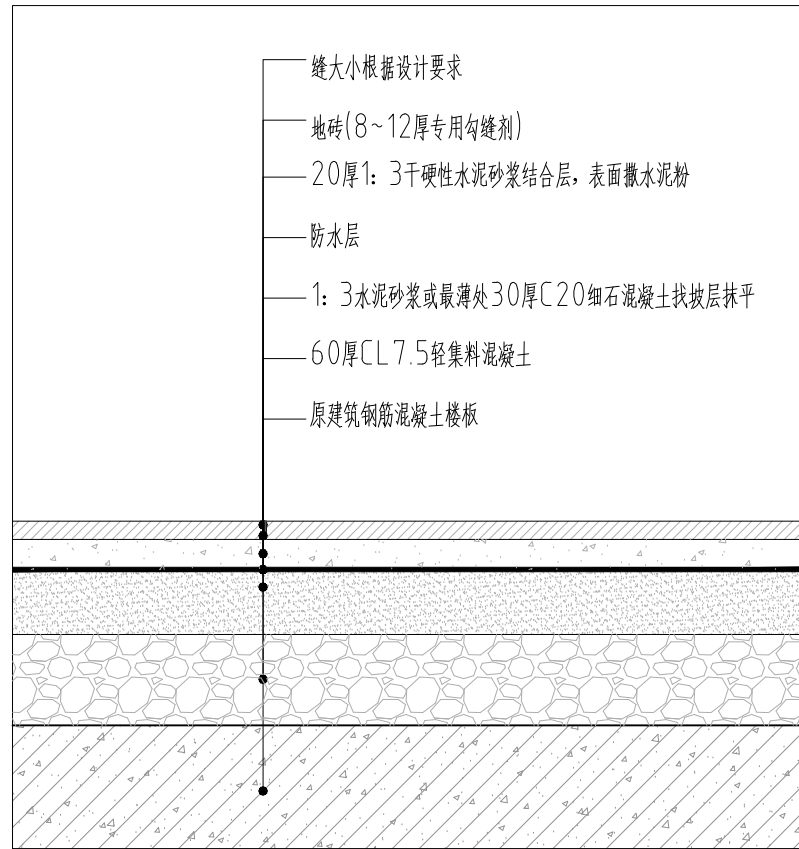 缝大小根据设计要求
地砖(8~12厚专用勾缝剂)
20厚1：3干硬性水泥砂浆结合层，表面撒水泥粉
防水层
1：3水泥砂浆或最薄处30厚C20细石混凝土找坡层抹平
60厚CL7.5轻集料混凝土
原建筑钢筋混凝土楼板